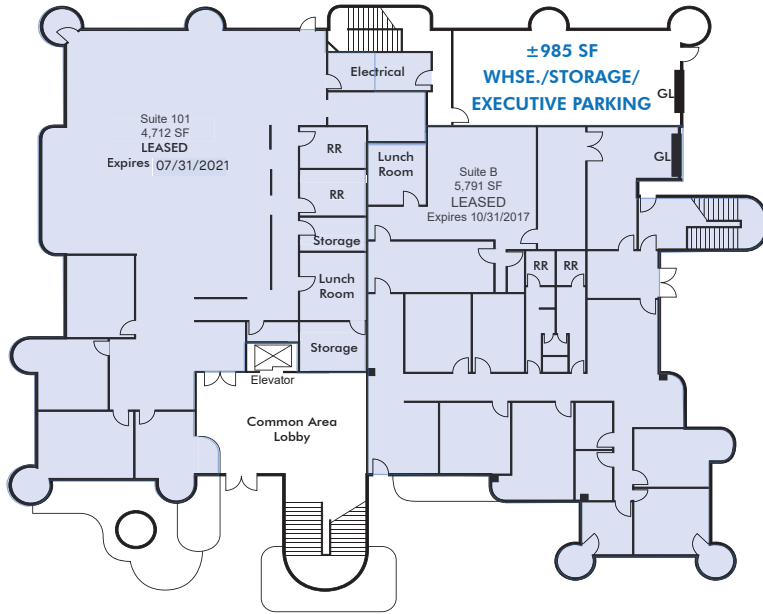 ±985 SF
WHSE./STORAGE/
EXECUTIVE PARKING
GL
Electrical
Suite 101
4,712 SF
LEASED
Expires 07/31/2021
RR
Lunch
Room
GL
Suite B
5,791 SF
LEASED
Expires 10/31/2017
RR
Storage
RR
RR
Lunch
Room
Storage
Elevator
Common Area
Lobby